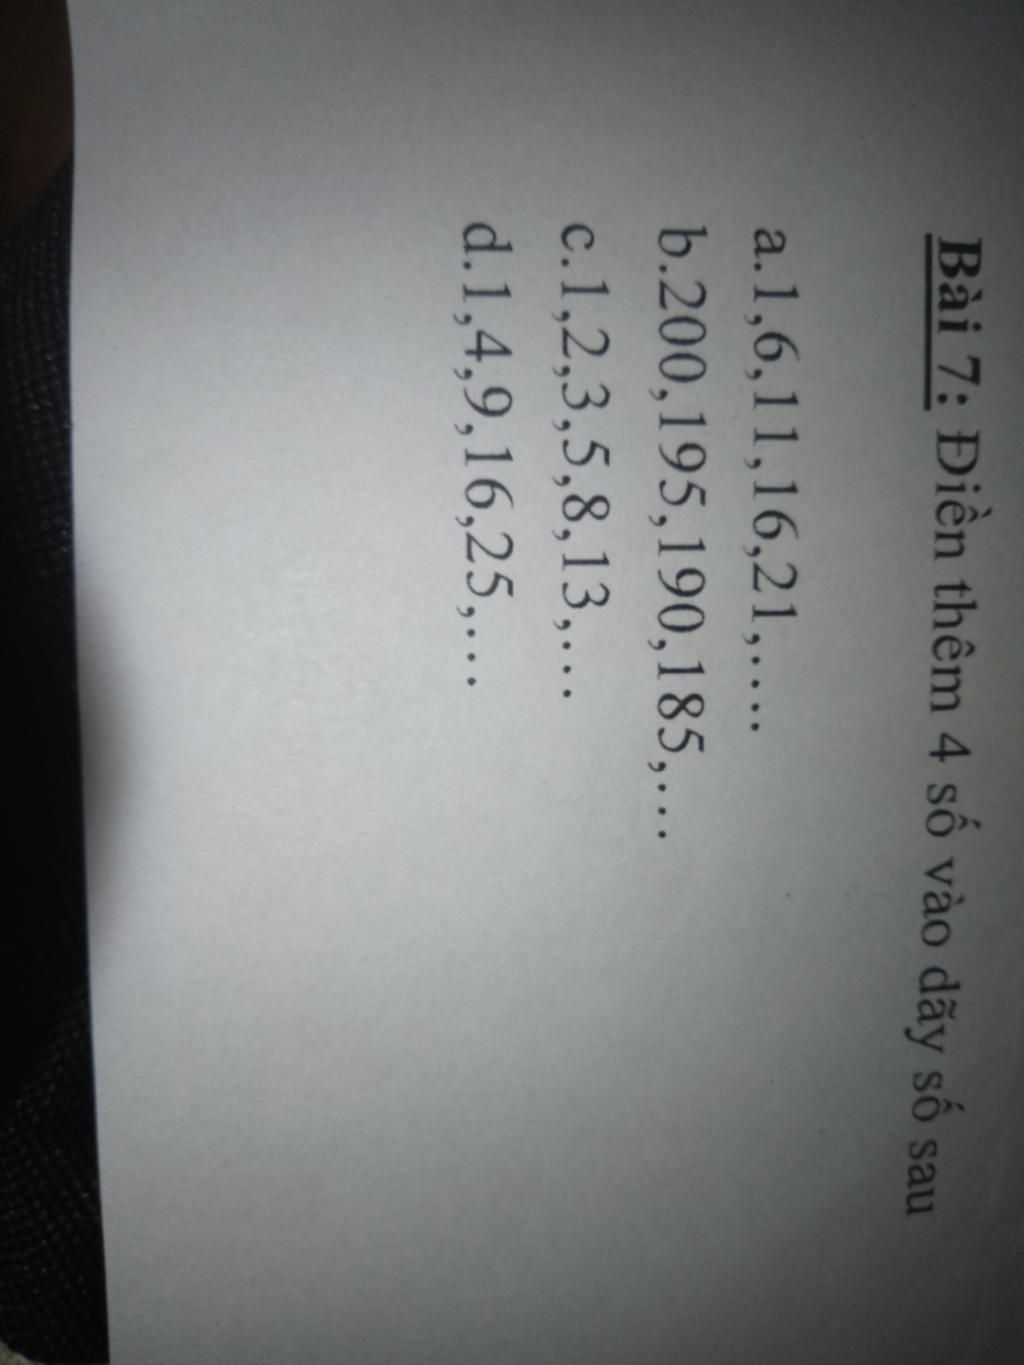 Bài 7: Điền thêm 4 số vào dãy số sau
a.1,6,11,16,21,....
b.200,195,190,185,...
c.1,2,3,5,8,13,...
d.1,4,9,16,25,...